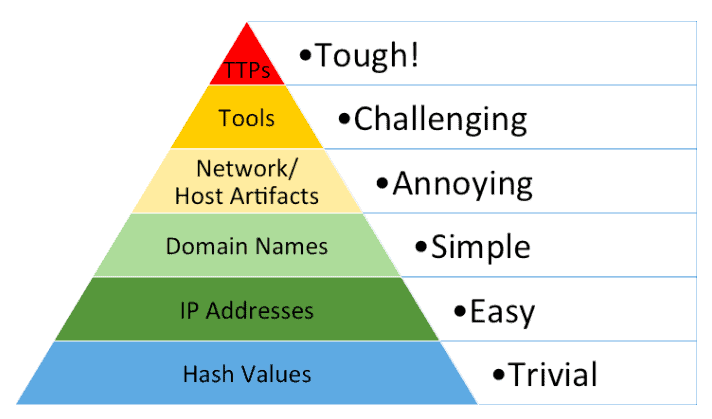 TTPs
•Tough!
Tools
•Challenging
Network/
Host Artifacts
•Annoying
Domain Names
•Simple
IP Addresses
•Easy
Hash Values
•Trivial